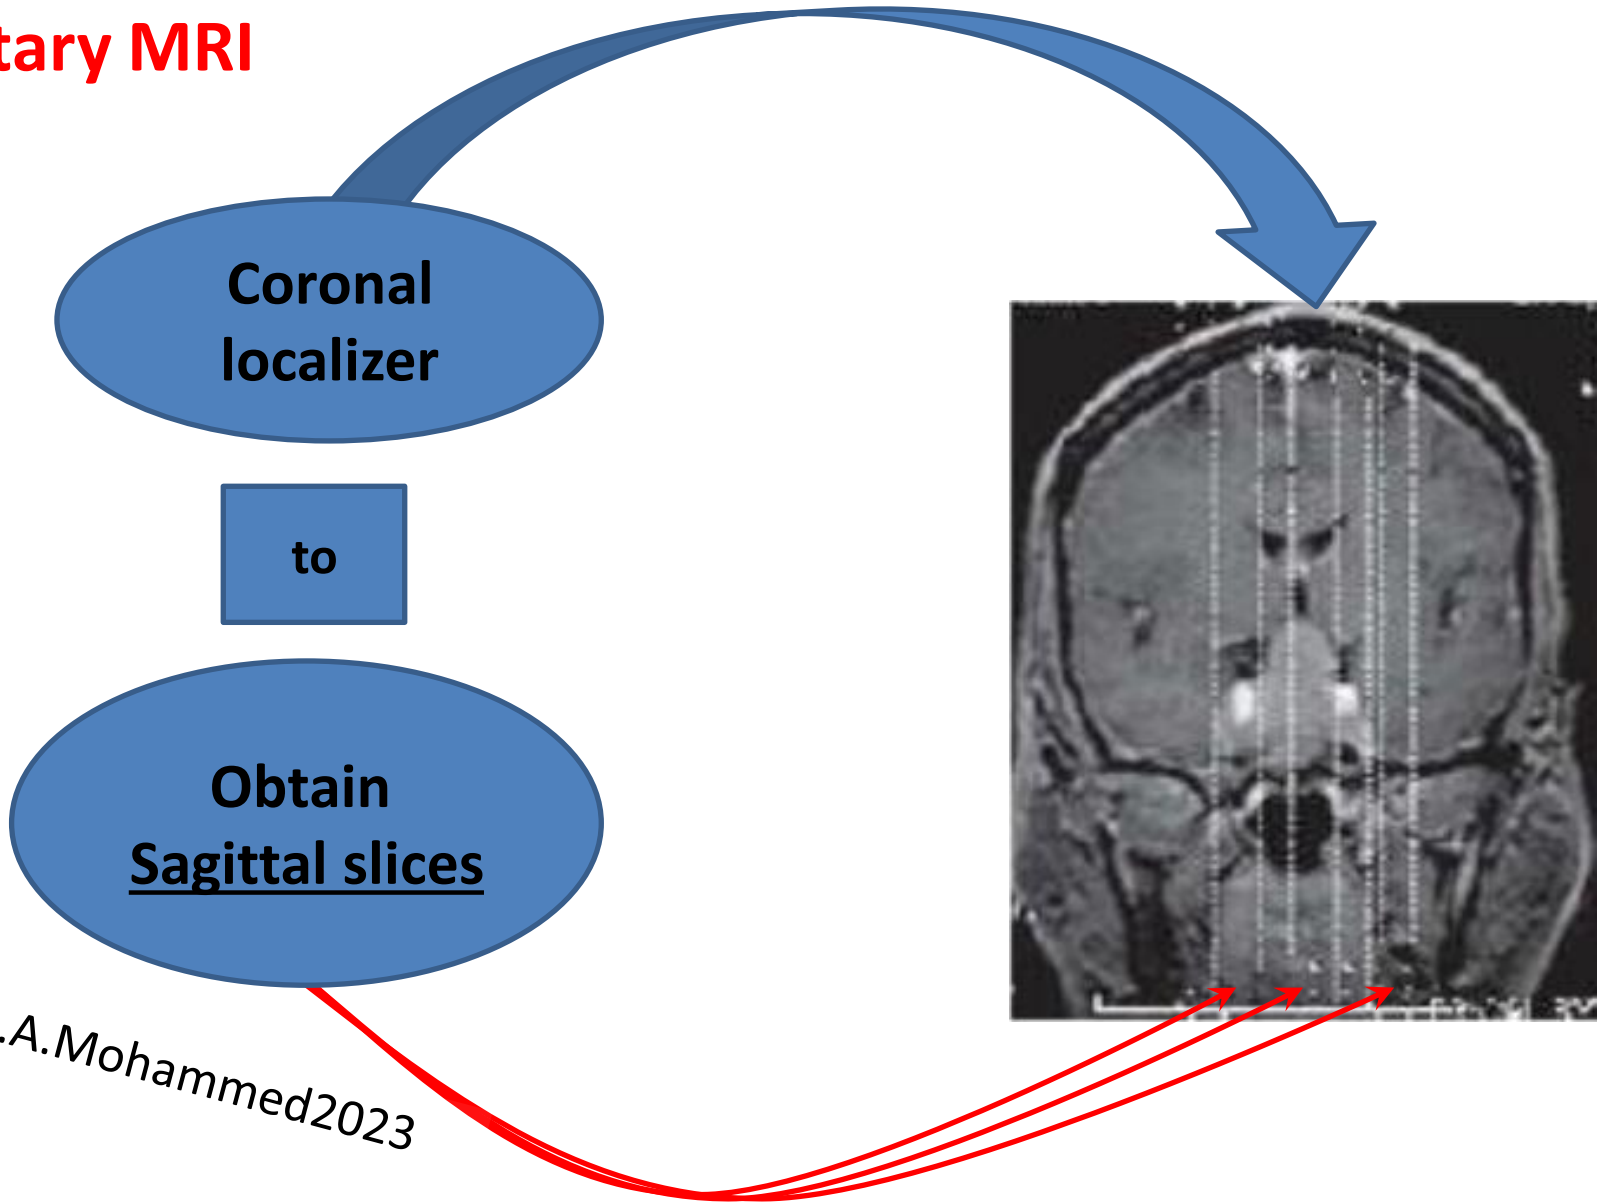 tary MRI
Coronal
localizer
to
Obtain
Sagittal slices
.A.Mohammed2023